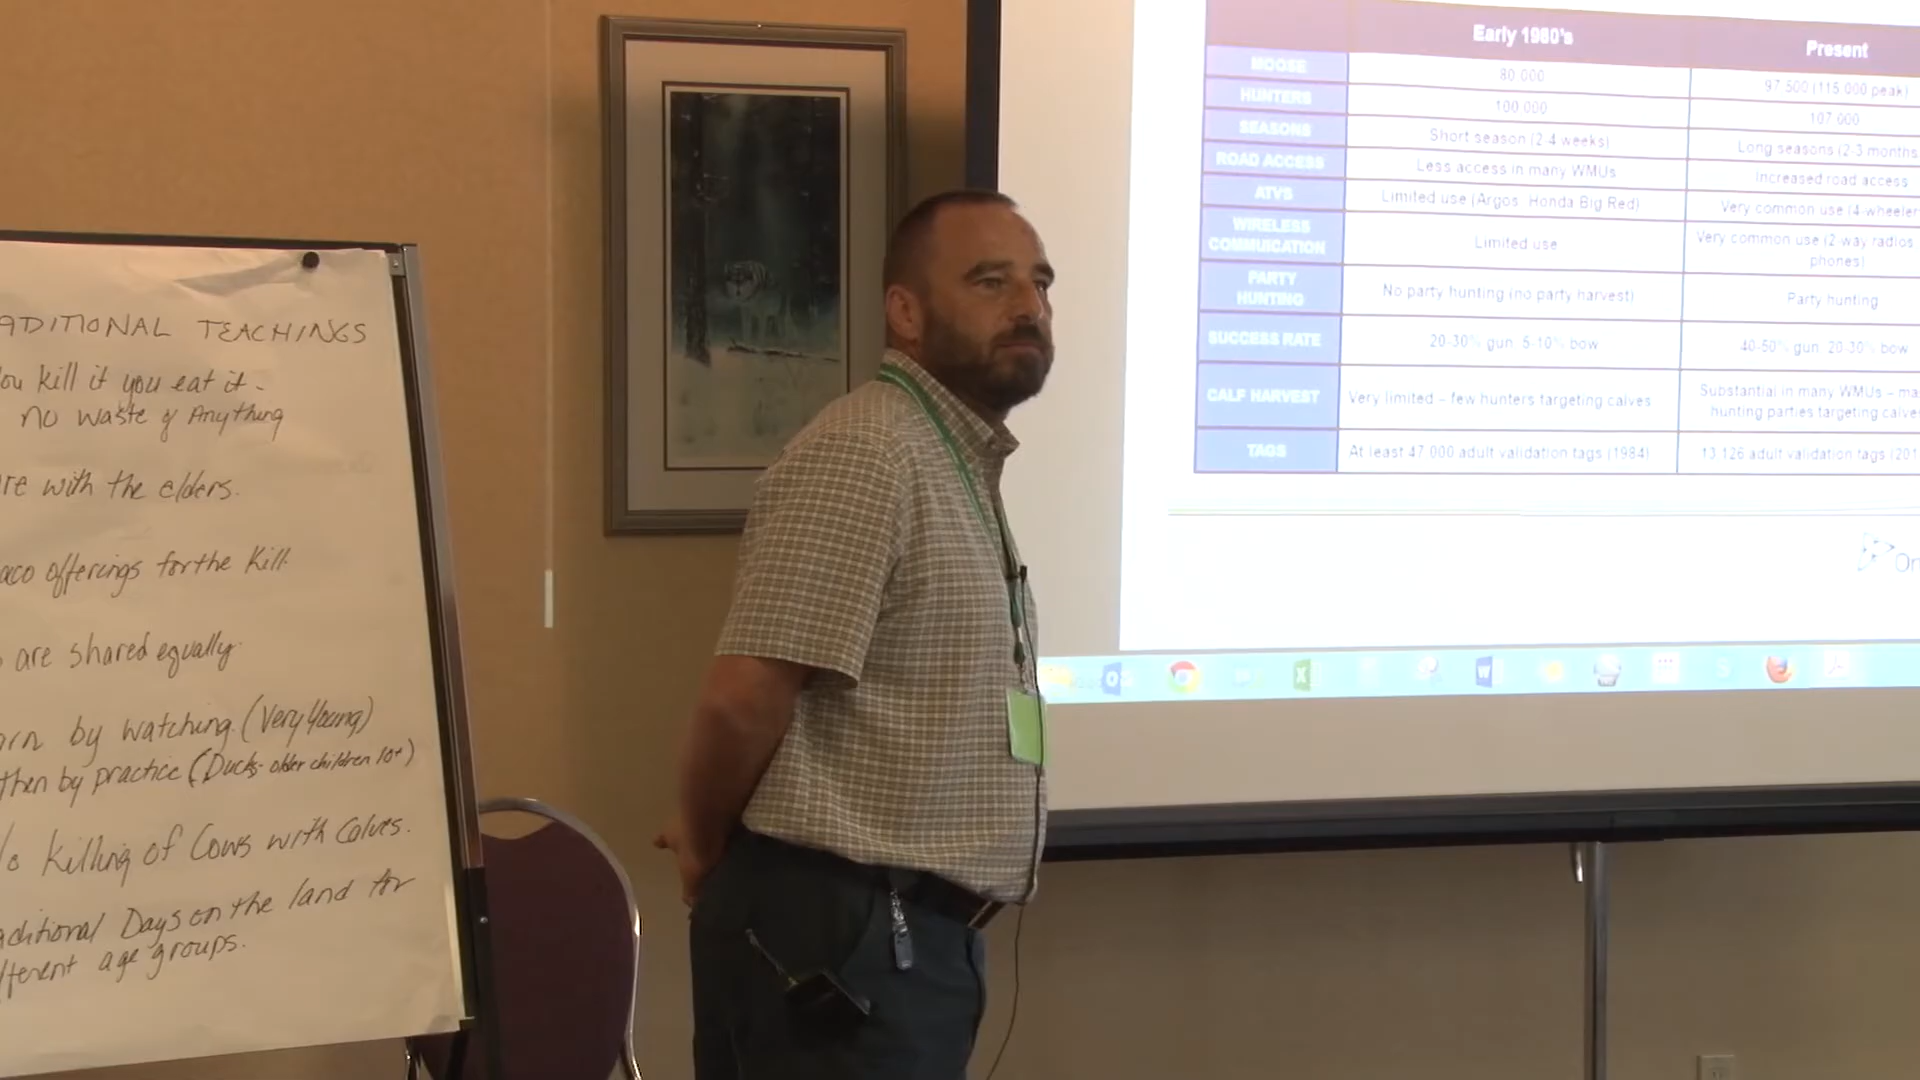 ADITIONAL TEACHINGS
ou kill it you eat it -
no waste of Anything
re with the elders.
aco offerings for the kill.
are shared equally.
arn by watching (Very Young)
then by practice (Ducks - older children 10+)
o killing of Cows with Calves.
aditional Days on the land for
fferent age groups.
Early 1980's Present
MOOSE 80 000 97 500 (115 000 peak)
HUNTERS 100 000 107 000
SEASONS Short season (2-4 weeks) Long seasons (2-3 months
ROAD ACCESS Less access in many WMUs Increased road access
ATVS Limited use (Argos, Honda Big Red) Very common use (4-wheeler
WIRELESS COMMUICATION Limited use Very common use (2-way radios
phones)
PARTY HUNTING No party hunting (no party harvest) Party hunting
SUCCESS RATE 20-30% gun, 5-10% bow 40-50% gun, 20-30% bow
CALF HARVEST Very limited – few hunters targeting calves Substantial in many WMUs – ma
hunting parties targeting calves
TAGS At least 47 000 adult validation tags (1984) 13 126 adult validation tags (201
On